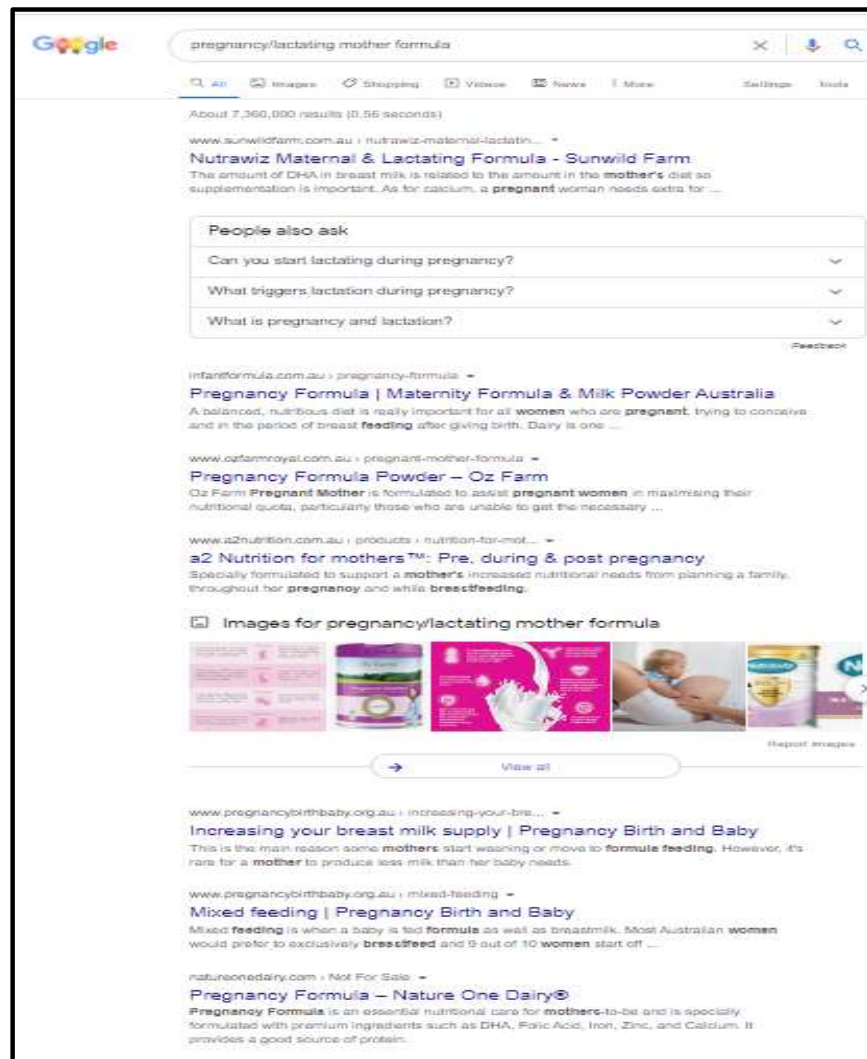 Google
pregnancy/lactating mother formula
All Images Shopping Videos News More Settings Tools
About 7,360,000 results (0.56 seconds)
www.sunwildfarm.com.au › nutrawiz-maternal-lactatin...
Nutrawiz Maternal & Lactating Formula - Sunwild Farm
The amount of DHA in breast milk is related to the amount in the mother's diet so
supplementation is important. As for calcium, a pregnant woman needs extra for ...
People also ask
Can you start lactating during pregnancy?
What triggers lactation during pregnancy?
What is pregnancy and lactation?
Feedback
infantformula.com.au › pregnancy-formula
Pregnancy Formula | Maternity Formula & Milk Powder Australia
A balanced, nutritious diet is really important for all women who are pregnant, trying to conceive
and in the period of breast feeding after giving birth. Dairy is one ...
www.ozfarmroyal.com.au › pregnant-mother-formula
Pregnancy Formula Powder – Oz Farm
Oz Farm Pregnant Mother is formulated to assist pregnant women in maximising their
nutritional quota, particularly those who are unable to get the necessary ...
www.a2nutrition.com.au › products › nutrition-for-mot...
a2 Nutrition for mothers™: Pre, during & post pregnancy
Specially formulated to support a mother's increased nutritional needs from planning a family,
throughout her pregnancy and while breastfeeding.
Images for pregnancy/lactating mother formula
Report images
View all
www.pregnancybirthbaby.org.au › increasing-your-bre...
Increasing your breast milk supply | Pregnancy Birth and Baby
This is the main reason some mothers start weaning or move to formula feeding. However, it's
rare for a mother to produce less milk than her baby needs.
www.pregnancybirthbaby.org.au › mixed-feeding
Mixed feeding | Pregnancy Birth and Baby
Mixed feeding is when a baby is fed formula as well as breastmilk. Most Australian women
would prefer to exclusively breastfeed and 9 out of 10 women start off ...
natureonedairy.com › Not For Sale
Pregnancy Formula – Nature One Dairy®
Pregnancy Formula is an essential nutritional care for mothers-to-be and is specially
formulated with premium ingredients such as DHA, Folic Acid, Iron, Zinc, and Calcium. It
provides a good source of protein.